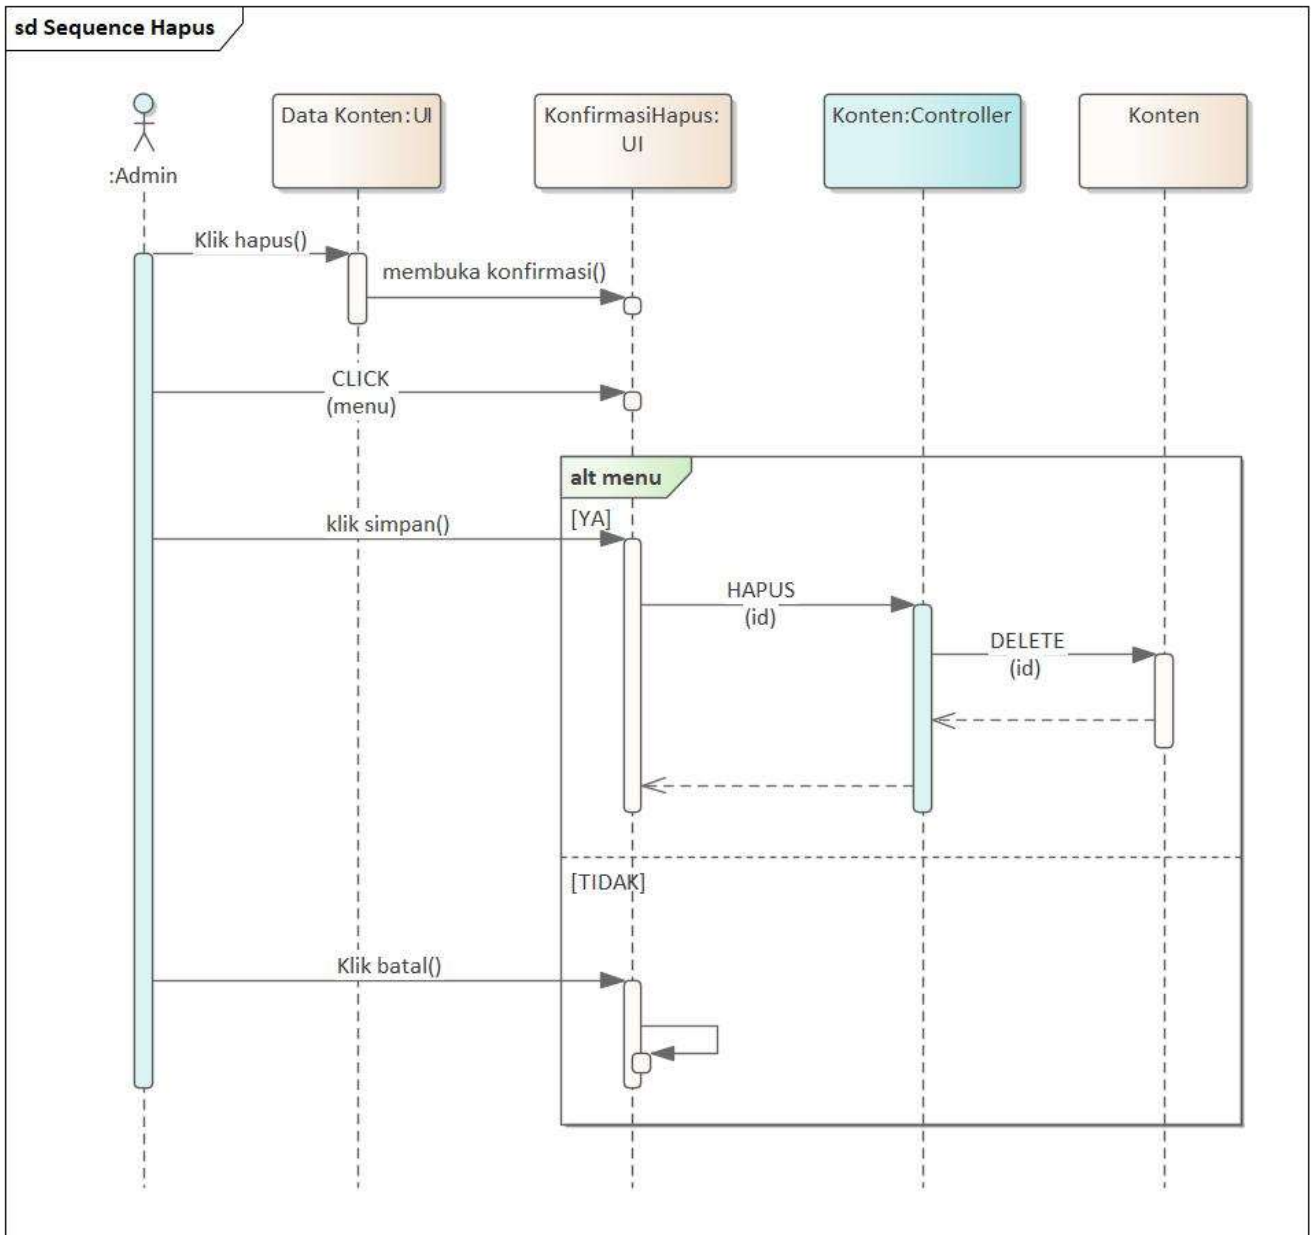 sd Sequence Hapus
:Admin
Data Konten:UI
KonfirmasiHapus:
UI
Konten:Controller
Konten
Klik hapus()
membuka konfirmasi()
CLICK
(menu)
alt menu
[YA]
klik simpan()
HAPUS
(id)
DELETE
(id)
[TIDAK]
Klik batal()